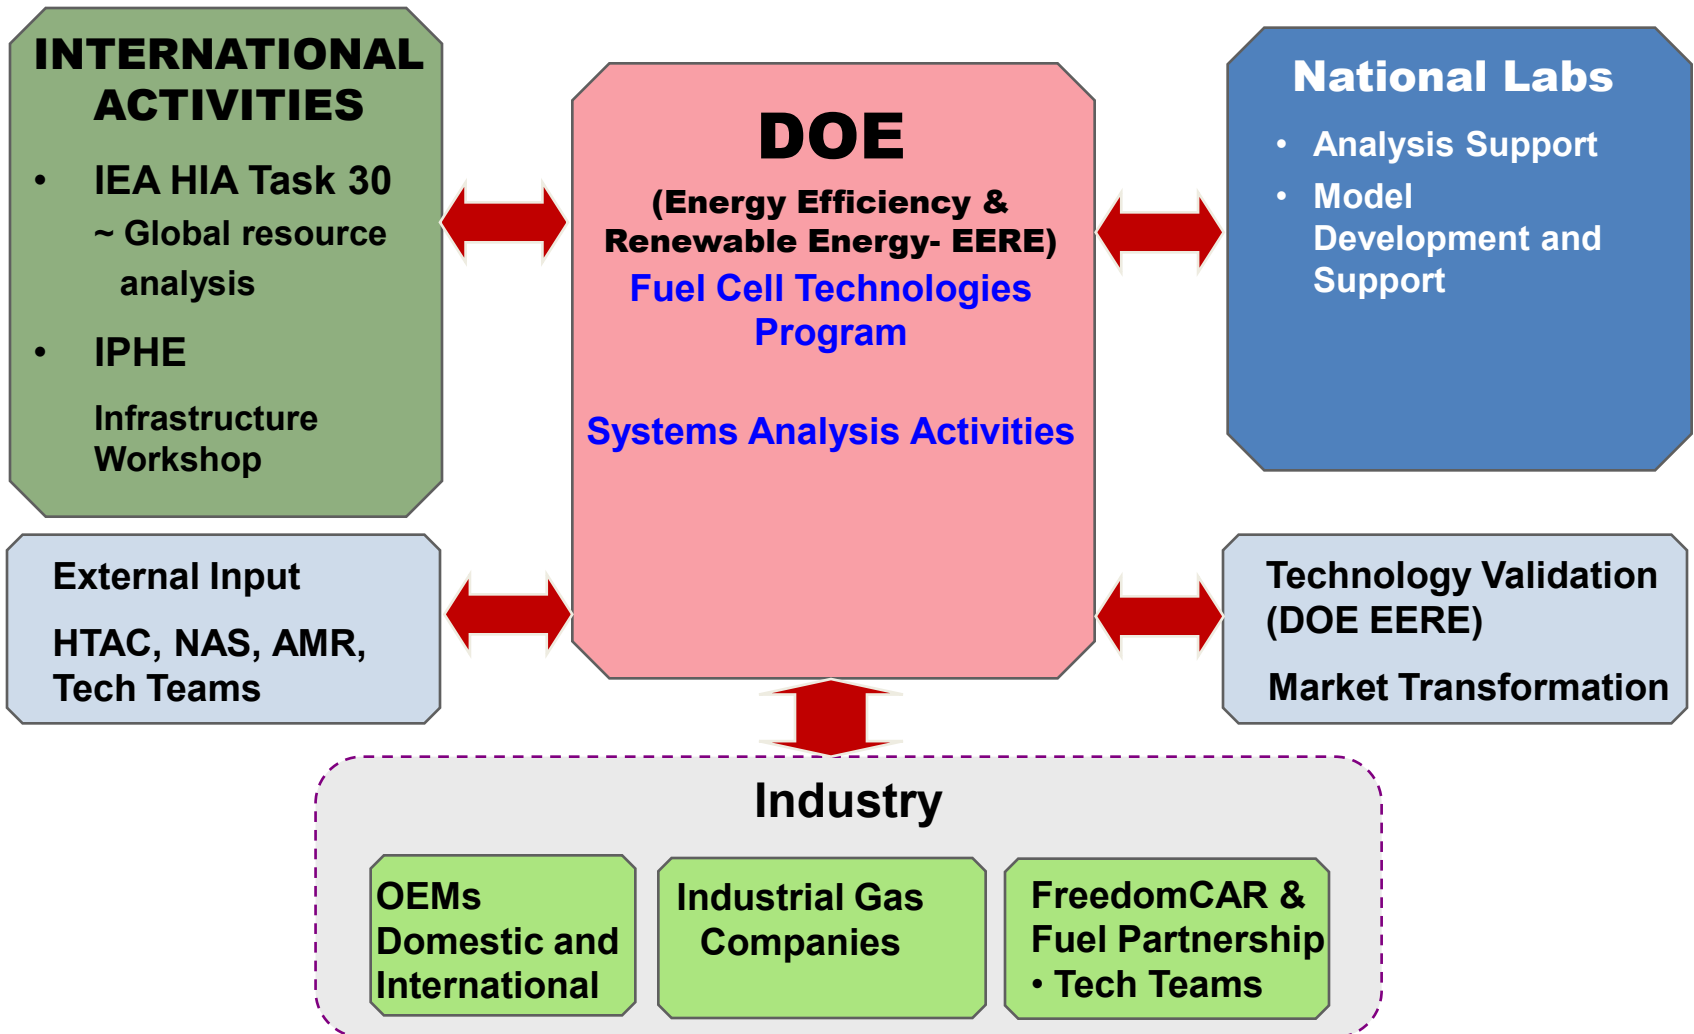 INTERNATIONAL
ACTIVITIES
• IEA HIA Task 30
~ Global resource
analysis
• IPHE
Infrastructure
Workshop
DOE
(Energy Efficiency &
Renewable Energy- EERE)
Fuel Cell Technologies
Program
Systems Analysis Activities
National Labs
• Analysis Support
• Model
Development and
Support
External Input
HTAC, NAS, AMR,
Tech Teams
Technology Validation
(DOE EERE)
Market Transformation
Industry
OEMs
Domestic and
International
Industrial Gas
Companies
FreedomCAR &
Fuel Partnership
• Tech Teams